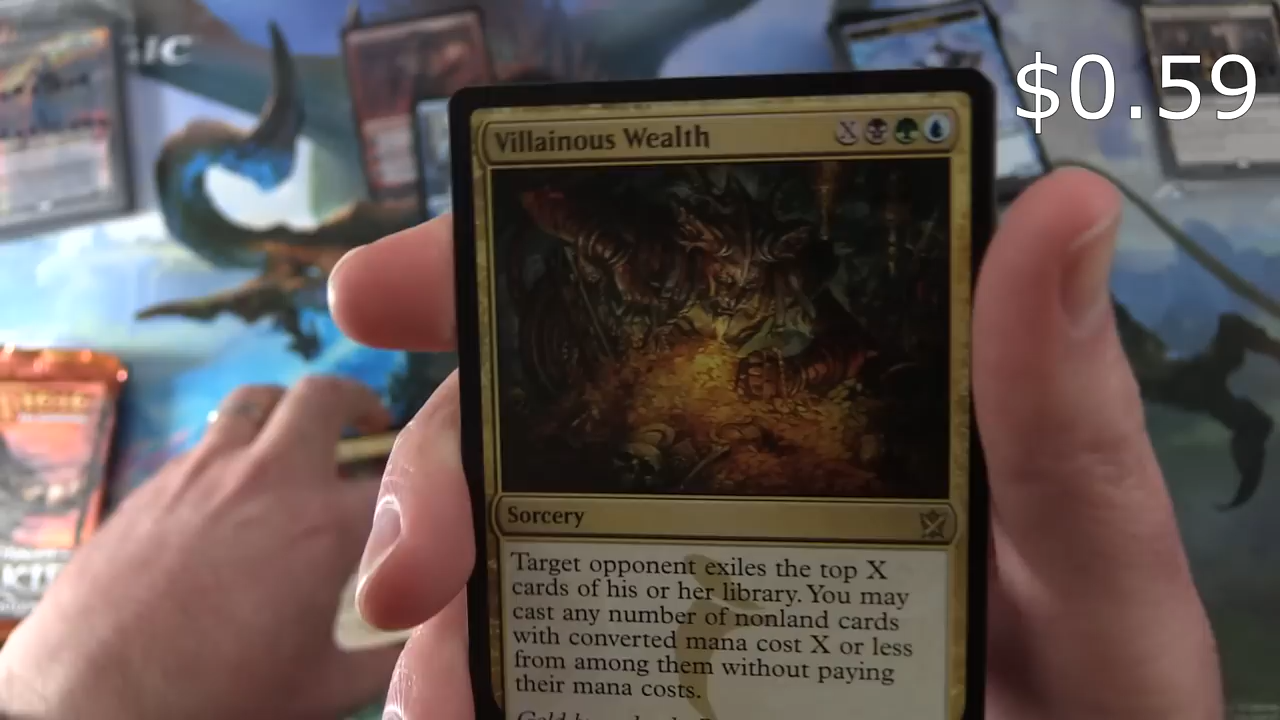 $0.59
Villainous Wealth X
Sorcery
Target opponent exiles the top X
cards of his or her library. You may
cast any number of nonland cards
with converted mana cost X or less
from among them without paying
their mana costs.